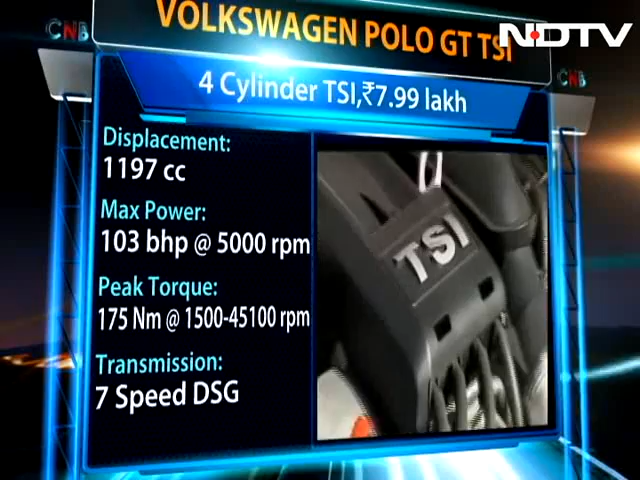 VOLKSWAGEN POLO GT TSI
NDTV
CNB
CNB
4 Cylinder TSI,₹7.99 lakh
Displacement:
1197 cc
Max Power:
103 bhp @ 5000 rpm
Peak Torque:
175 Nm @ 1500-45100 rpm
Transmission:
7 Speed DSG
TSI